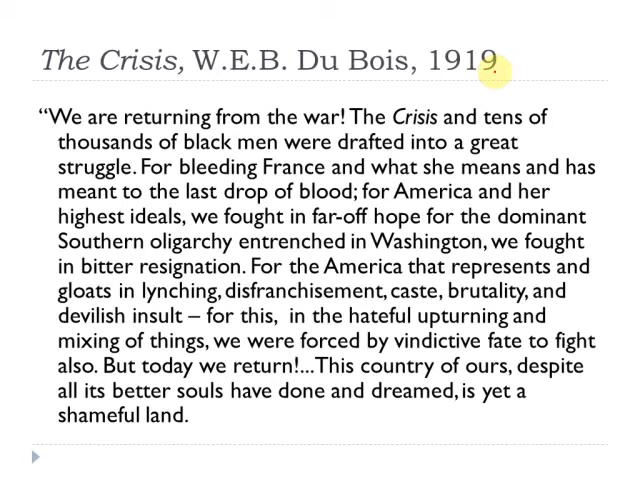 The Crisis, W.E.B. Du Bois, 1919
“We are returning from the war! The Crisis and tens of
thousands of black men were drafted into a great
struggle. For bleeding France and what she means and has
meant to the last drop of blood; for America and her
highest ideals, we fought in far-off hope for the dominant
Southern oligarchy entrenched in Washington, we fought
in bitter resignation. For the America that represents and
gloats in lynching, disfranchisement, caste, brutality, and
devilish insult – for this, in the hateful upturning and
mixing of things, we were forced by vindictive fate to fight
also. But today we return!...This country of ours, despite
all its better souls have done and dreamed, is yet a
shameful land.